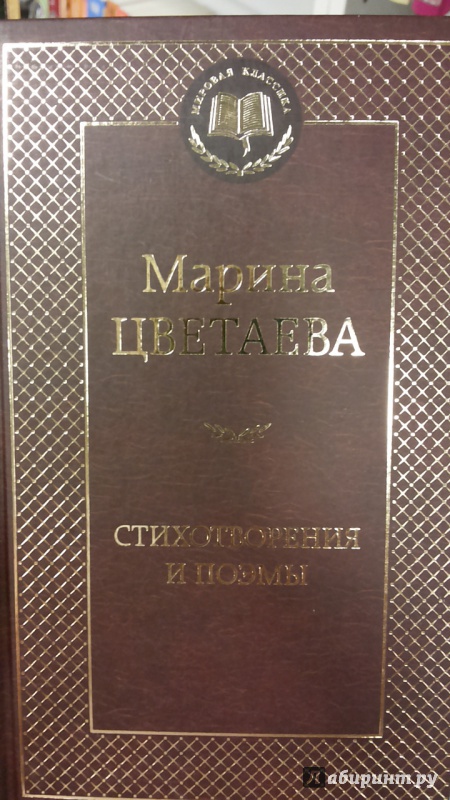 МИРОВАЯ КЛАССИКА
Марина
ЦВЕТАЕВА
СТИХОТВОРЕНИЯ
И ПОЭМЫ
Лабиринт.ру